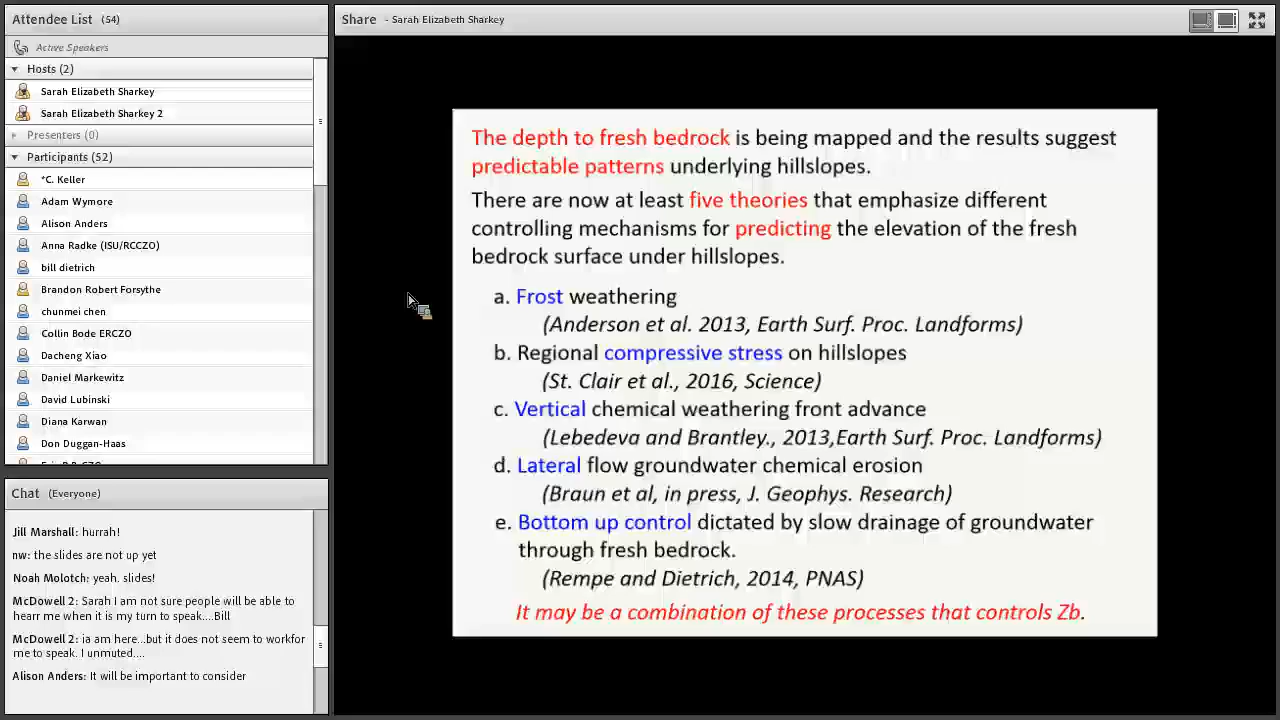 Attendee List (54)
Active Speakers
Hosts (2)
Sarah Elizabeth Sharkey
Sarah Elizabeth Sharkey 2
Presenters (0)
Participants (52)
*C. Keller
Adam Wymore
Alison Anders
Anna Radke (ISU/RCCZO)
bill dietrich
Brandon Robert Forsythe
chunmei chen
Collin Bode ERCZO
Dacheng Xiao
Daniel Markewitz
David Lubinski
Diana Karwan
Don Duggan-Haas
Chat (Everyone)
Jill Marshall: hurrah!
nw: the slides are not up yet
Noah Molotch: yeah. slides!
McDowell 2: Sarah I am not sure people will be able to
hearr me when it is my turn to speak....Bill
McDowell 2: ia am here...but it does not seem to workfor
me to speak. I unmuted....
Alison Anders: It will be important to consider
Share - Sarah Elizabeth Sharkey
The depth to fresh bedrock is being mapped and the results suggest
predictable patterns underlying hillslopes.
There are now at least five theories that emphasize different
controlling mechanisms for predicting the elevation of the fresh
bedrock surface under hillslopes.
a. Frost weathering
(Anderson et al. 2013, Earth Surf. Proc. Landforms)
b. Regional compressive stress on hillslopes
(St. Clair et al., 2016, Science)
c. Vertical chemical weathering front advance
(Lebedeva and Brantley., 2013,Earth Surf. Proc. Landforms)
d. Lateral flow groundwater chemical erosion
(Braun et al, in press, J. Geophys. Research)
e. Bottom up control dictated by slow drainage of groundwater
through fresh bedrock.
(Rempe and Dietrich, 2014, PNAS)
It may be a combination of these processes that controls Zb.